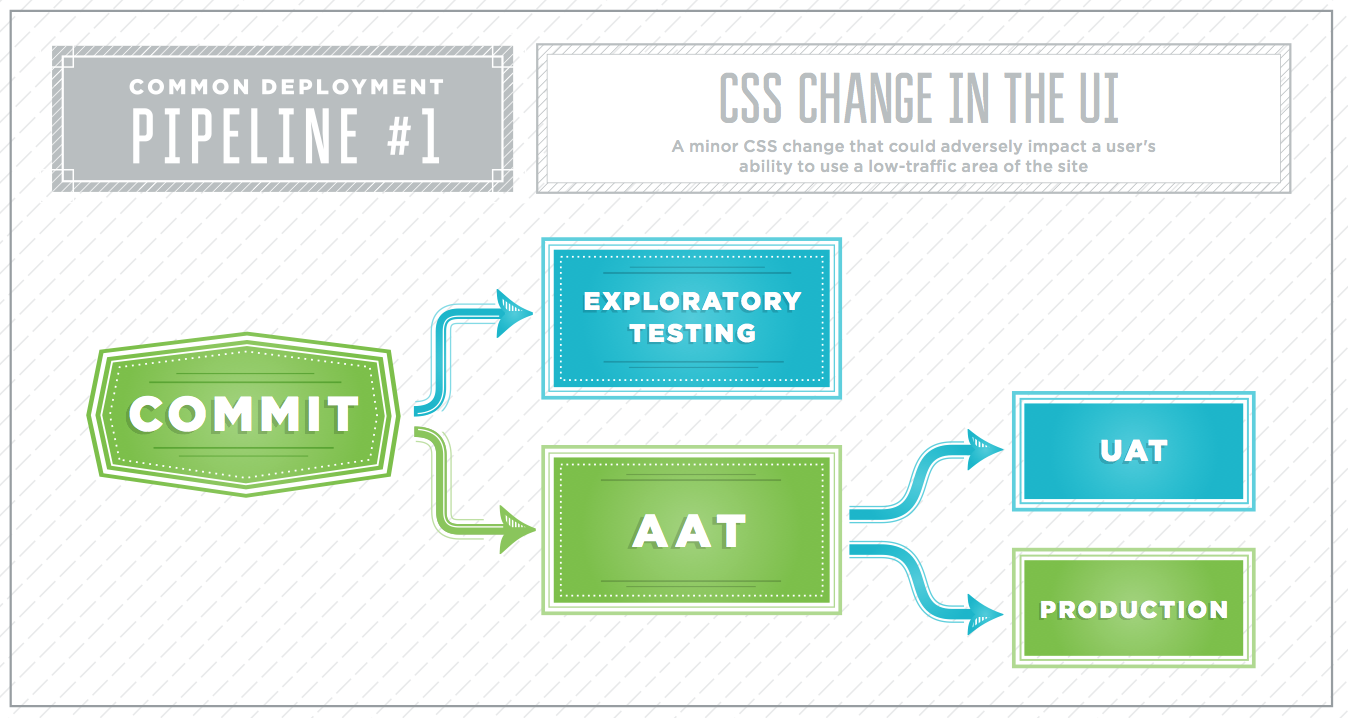 COMMON DEPLOYMENT
PIPELINE #1
CSS CHANGE IN THE UI
A minor CSS change that could adversely impact a user's
ability to use a low-traffic area of the site
EXPLORATORY
TESTING
COMMIT
AAT
UAT
PRODUCTION